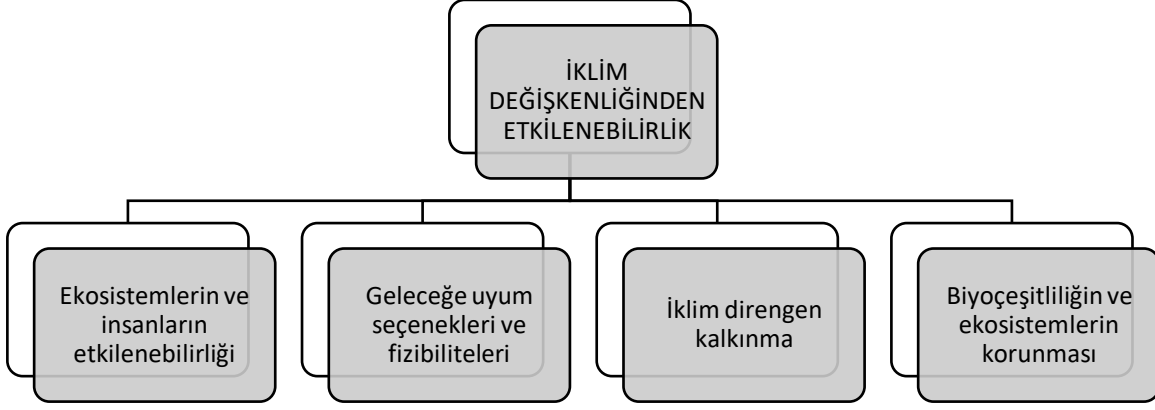 İKLİM
DEĞİŞKENLİĞİNDEN
ETKİLENEBİLİRLİK
Ekosistemlerin ve
insanların
etkilenebilirliği
Geleceğe uyum
seçenekleri ve
fizibiliteleri
İklim direngen
kalkınma
Biyoçeşitliliğin ve
ekosistemlerin
korunması